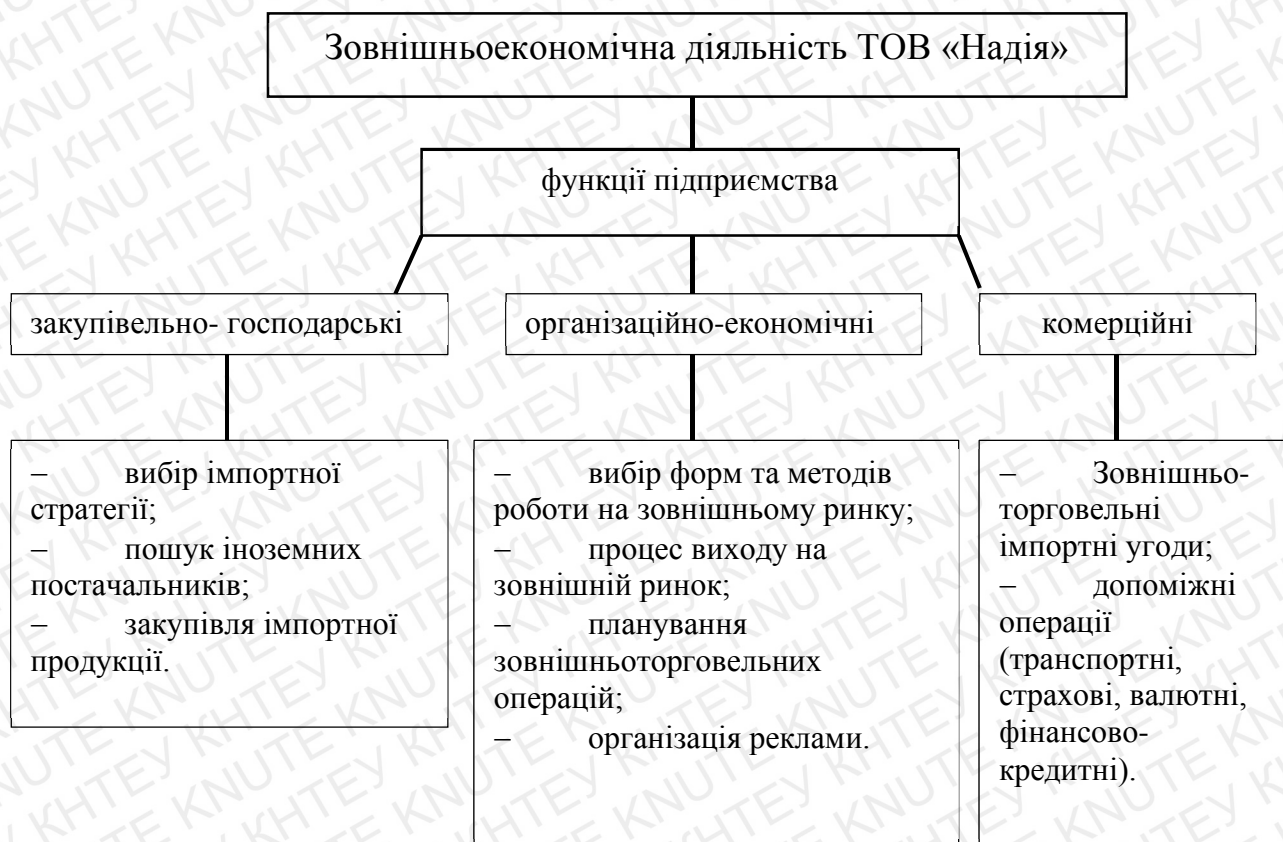 Зовнішньоекономічна діяльність ТОВ «Надія»
функції підприємства
закупівельно- господарські
організаційно-економічні
комерційні
– вибір імпортної
стратегії;
– пошук іноземних
постачальників;
– закупівля імпортної
продукції.
– вибір форм та методів
роботи на зовнішньому ринку;
– процес виходу на
зовнішній ринок;
– планування
зовнішньоторговельних
операцій;
– організація реклами.
– Зовнішньо-
торговельні
імпортні угоди;
– допоміжні
операції
(транспортні,
страхові, валютні,
фінансово-
кредитні).